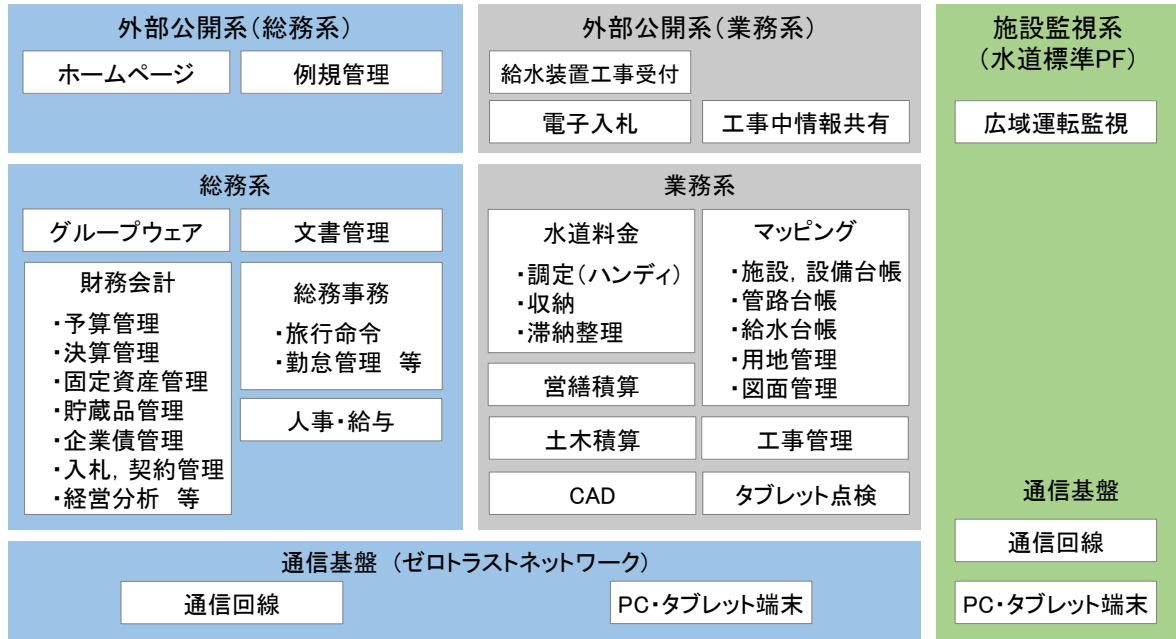 外部公開系(総務系)
ホームページ
例規管理
外部公開系(業務系)
給水装置工事受付
電子入札
工事中情報共有
施設監視系
(水道標準PF)
広域運転監視
総務系
グループウェア
文書管理
財務会計
・予算管理
・決算管理
・固定資産管理
・貯蔵品管理
・企業債管理
・入札, 契約管理
・経営分析 等
総務事務
・旅行命令
・勤怠管理 等
人事・給与
業務系
水道料金
・調定(ハンディ)
・収納
・滞納整理
マッピング
・施設, 設備台帳
・管路台帳
・給水台帳
・用地管理
・図面管理
営繕積算
土木積算
工事管理
CAD
タブレット点検
通信基盤
通信回線
PC・タブレット端末
通信基盤 (ゼロトラストネットワーク)
通信回線
PC・タブレット端末